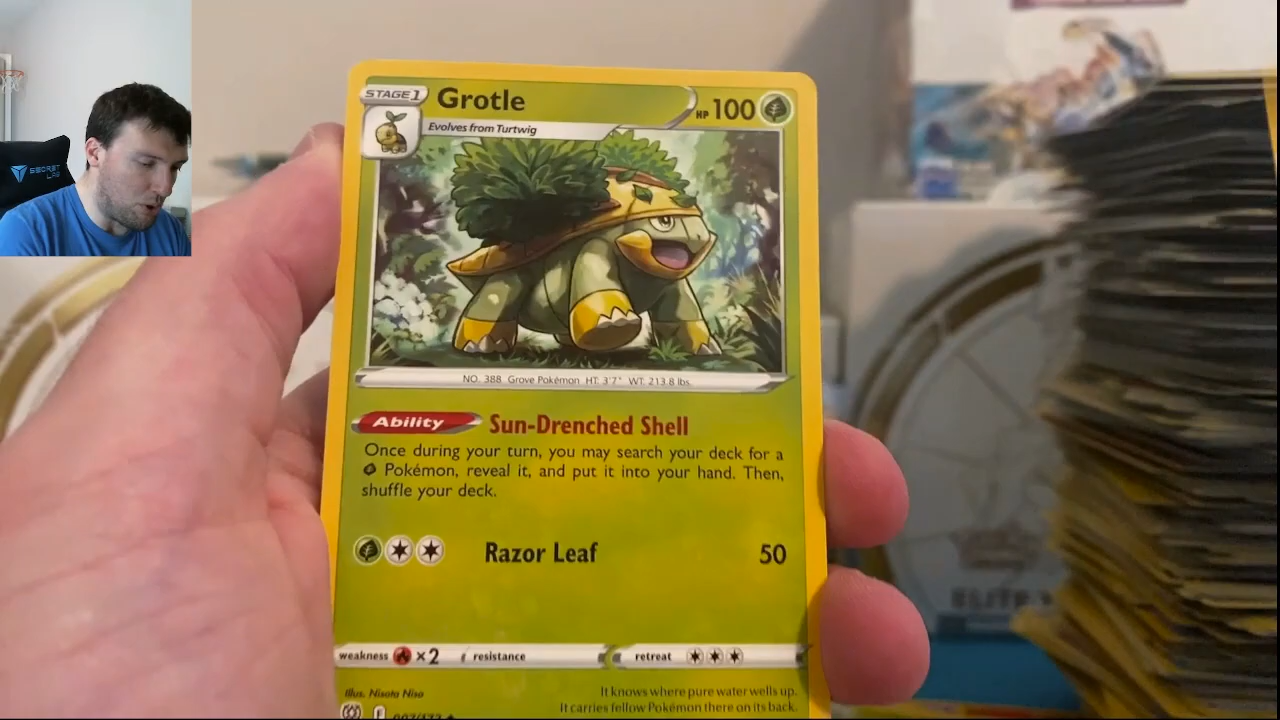 SECRET LAB
STAGE 1 Grotle HP 100
Evolves from Turtwig
NO. 388 Grove Pokémon HT: 3'7" WT: 213.8 lbs.
Ability Sun-Drenched Shell
Once during your turn, you may search your deck for a
Pokémon, reveal it, and put it into your hand. Then,
shuffle your deck.
Razor Leaf 50
weakness ×2 resistance retreat
Illus. Nisota Niso
It knows where pure water wells up.
It carries fellow Pokémon there on its back.
F
ELITE